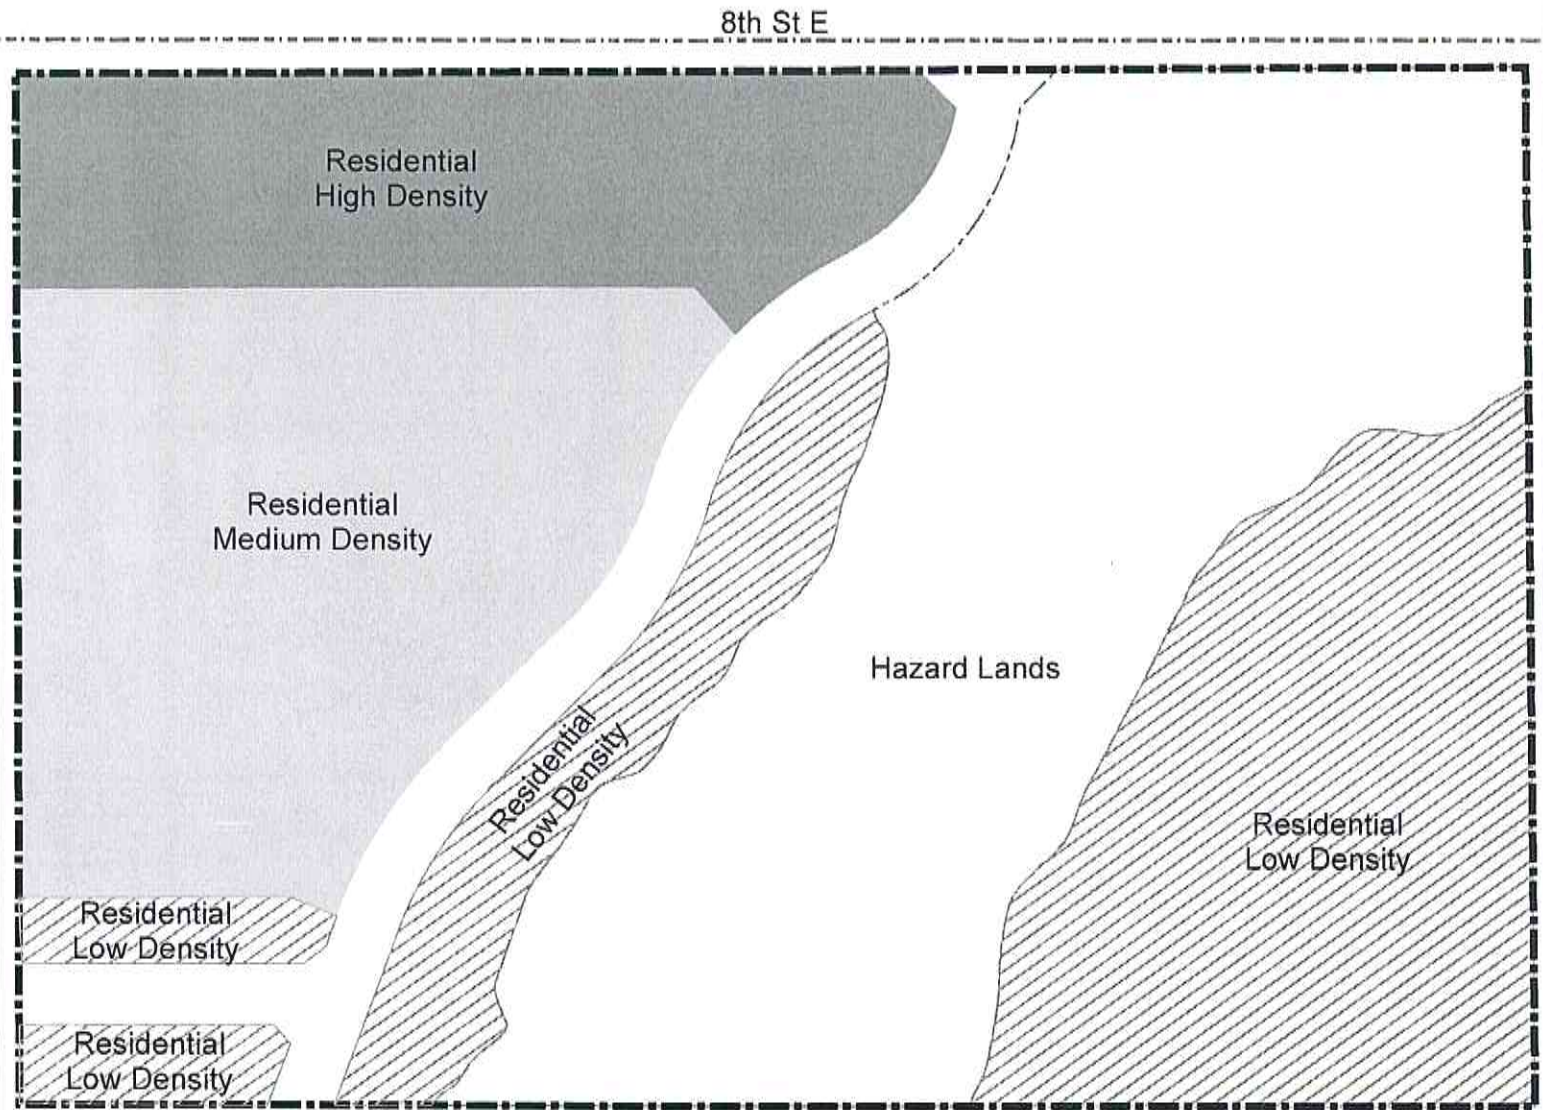 8th St E
Residential
High Density
Residential
Medium Density
Hazard Lands
Residential
Low Density
Residential
Low Density
Residential
Low Density
Residential
Low Density